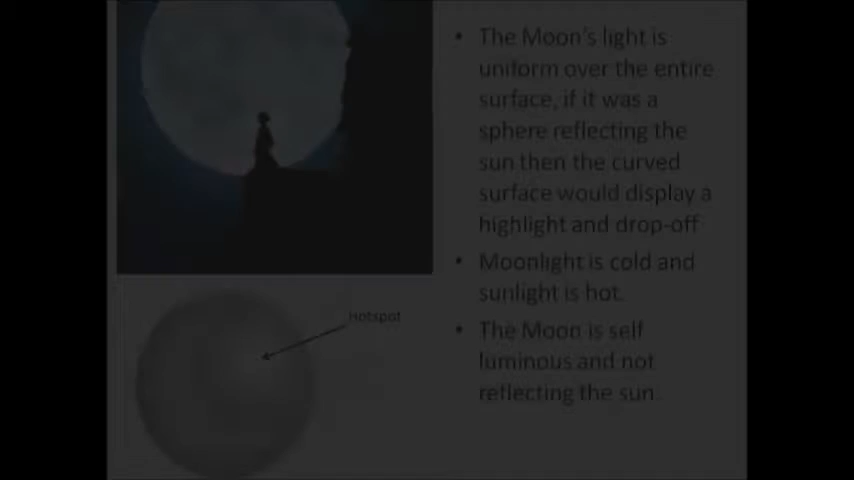 • The Moon's light is
uniform over the entire
surface, if it was a
sphere reflecting the
sun then the curved
surface would display a
highlight and drop-off
• Moonlight is cold and
sunlight is hot.
• The Moon is self
luminous and not
reflecting the sun.
Hotspot